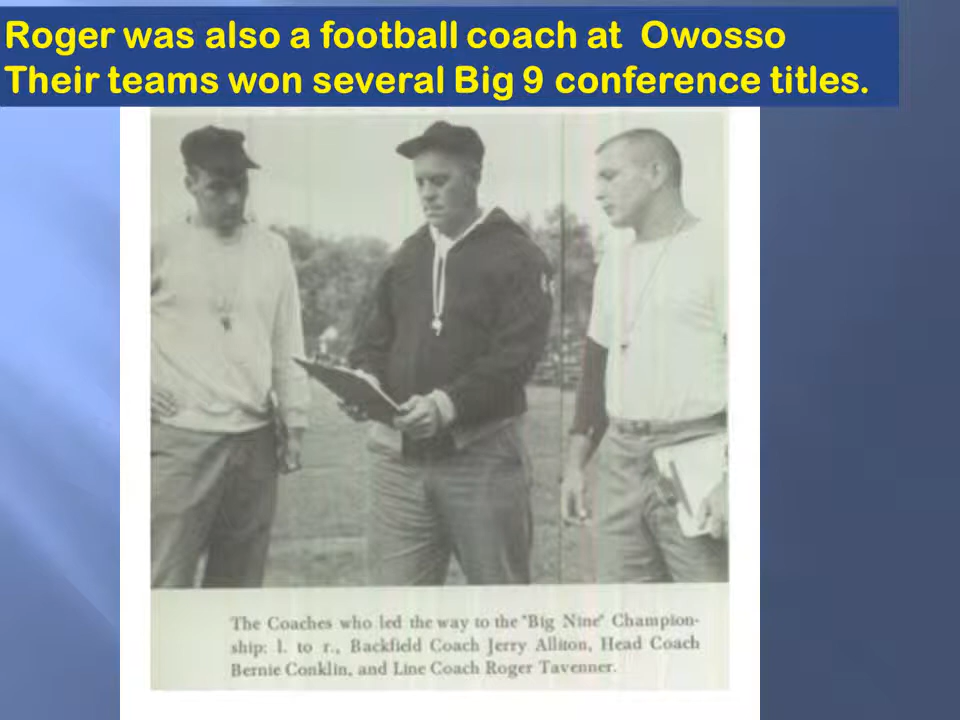 Roger was also a football coach at Owosso
Their teams won several Big 9 conference titles.
The Coaches who led the way to the "Big Nine" Champion-
ship: l. to r., Backfield Coach Jerry Alliton, Head Coach
Bernie Conklin, and Line Coach Roger Tavenner.